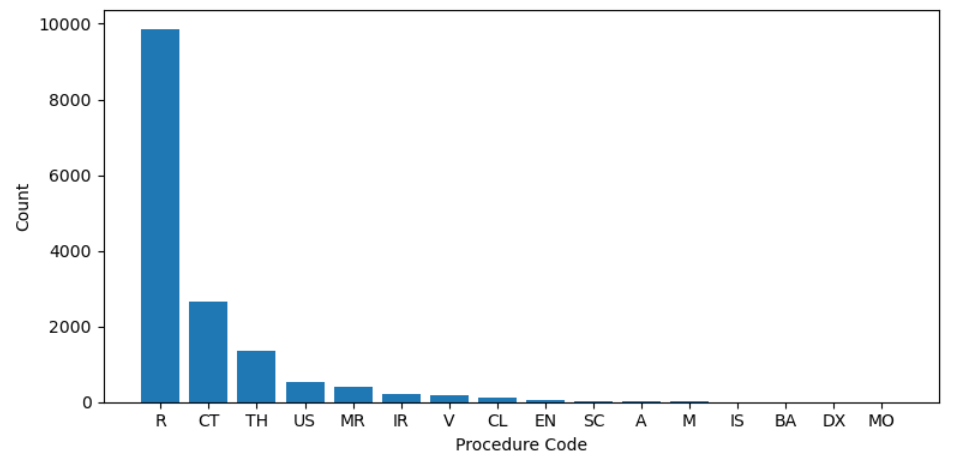 10000
8000
6000
4000
2000
0
Count
R CT TH US MR IR V CL EN SC A M IS BA DX MO
Procedure Code